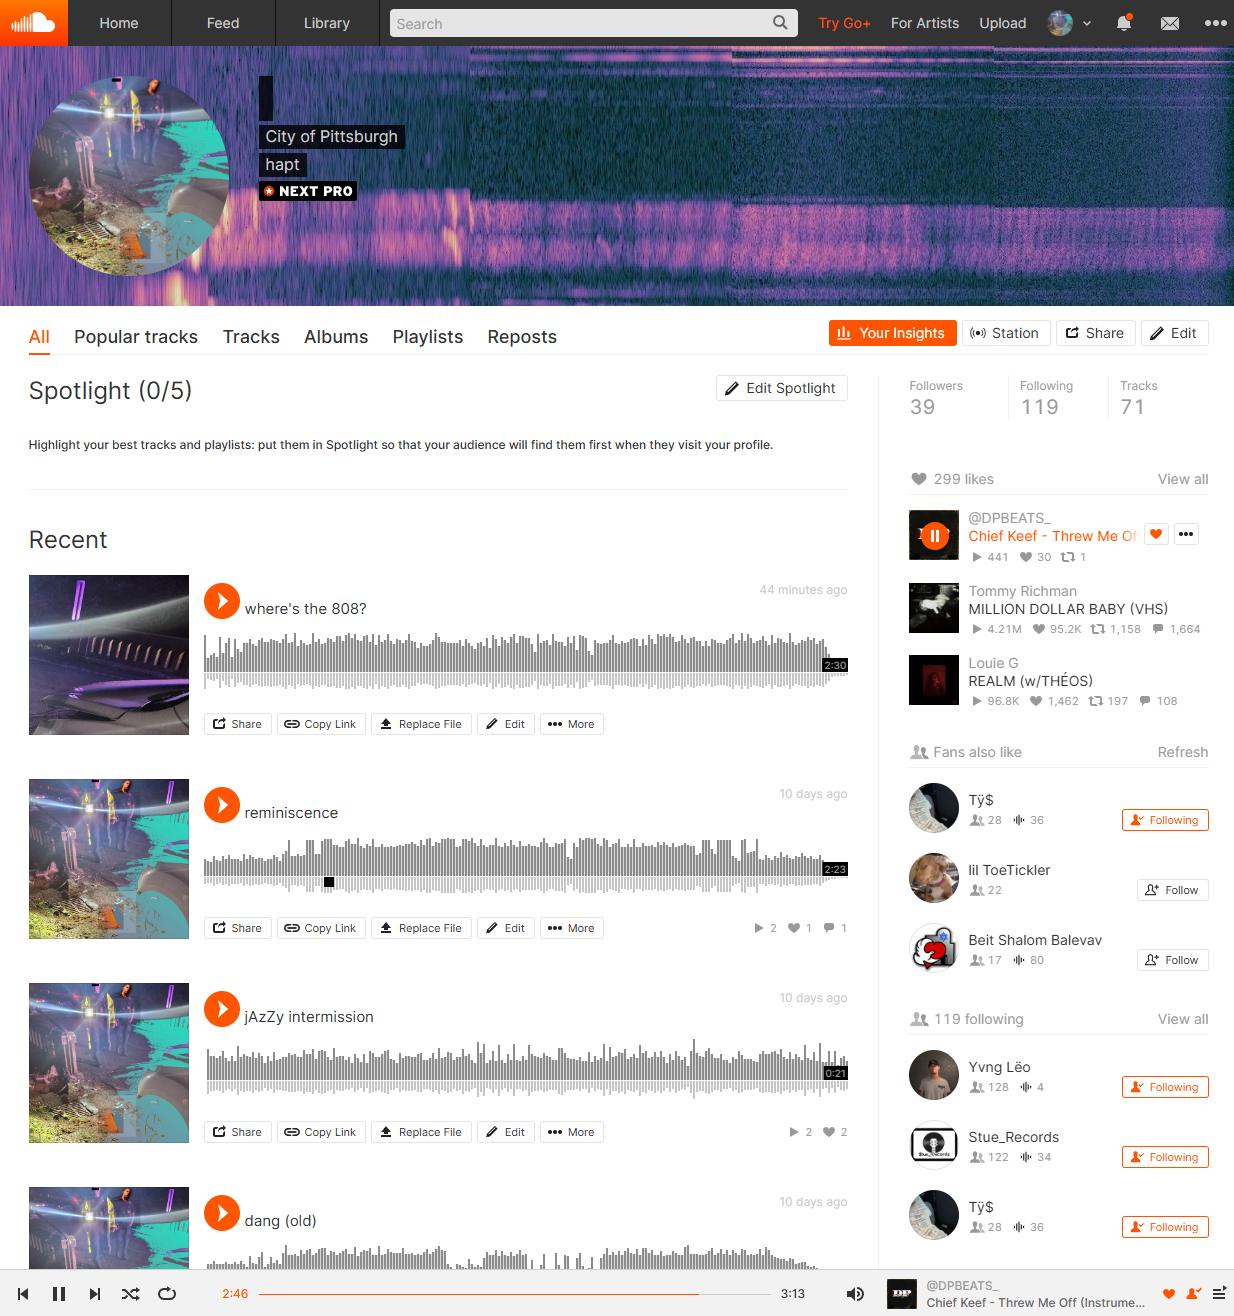 Home Feed Library Search Try Go+ For Artists Upload
City of Pittsburgh
hapt
NEXT PRO
All Popular tracks Tracks Albums Playlists Reposts
Your Insights Station Share Edit
Spotlight (0/5)
Edit Spotlight
Highlight your best tracks and playlists: put them in Spotlight so that your audience will find them first when they visit your profile.
Recent
where's the 808?
44 minutes ago
2:30
Share Copy Link Replace File Edit More
reminiscence
10 days ago
2:23
Share Copy Link Replace File Edit More
2 1 1
jAzZy intermission
10 days ago
0:21
Share Copy Link Replace File Edit More
2 2
dang (old)
10 days ago
Followers Following Tracks
39 119 71
299 likes View all
@DPBEATS_
Chief Keef - Threw Me Of
441 30 1
Tommy Richman
MILLION DOLLAR BABY (VHS)
4.21M 95.2K 1,158 1,664
Louie G
REALM (w/THÉOS)
96.8K 1,462 197 108
Fans also like Refresh
Tÿ$
28 36
Following
lil ToeTickler
22
Follow
Beit Shalom Balevav
17 80
Follow
119 following View all
Yvng Lëo
128 4
Following
Stue_Records
122 34
Following
Tÿ$
28 36
Following
2:46 3:13
DP
@DPBEATS_
Chief Keef - Threw Me Off (Instrume...